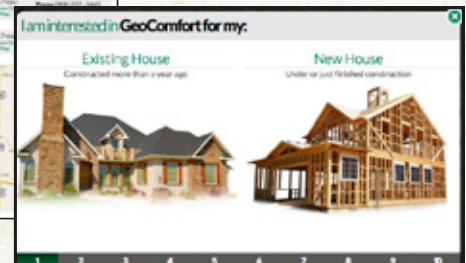 I am interested in GeoComfort for my:
Existing House
Constructed more than a year ago
New House
Under or just finished construction
1 2 3 4 5 6 7 8 9 10